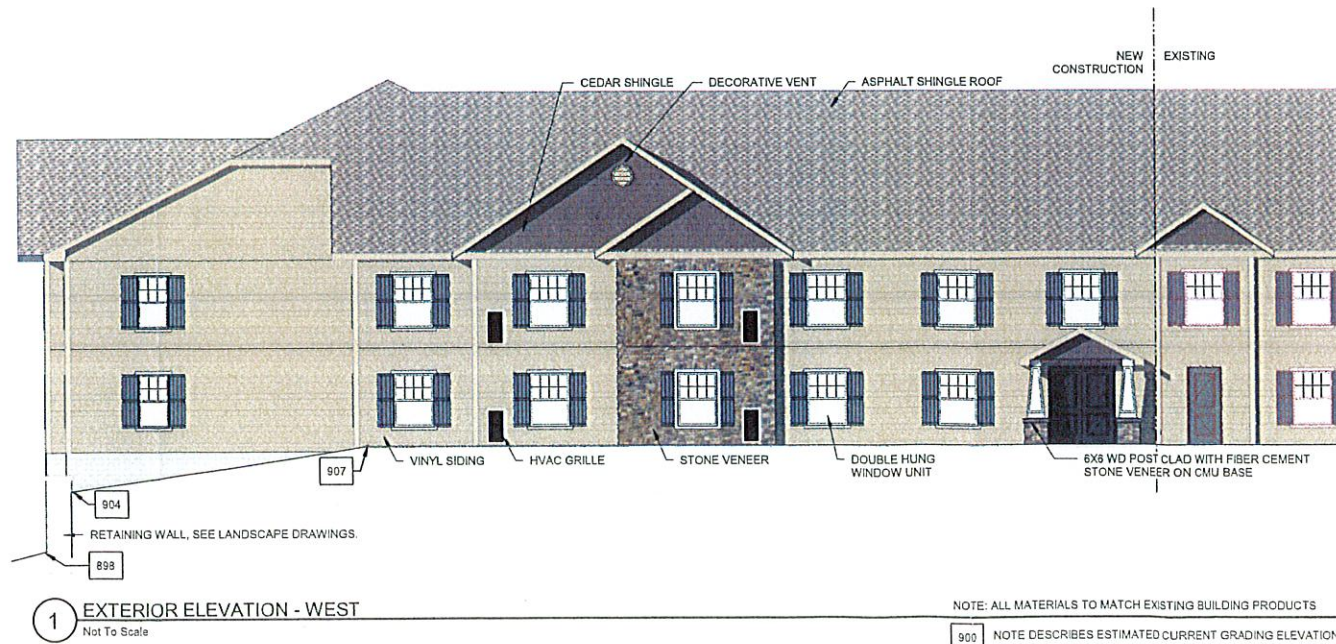 NEW
CONSTRUCTION
EXISTING
CEDAR SHINGLE
DECORATIVE VENT
ASPHALT SHINGLE ROOF
907
VINYL SIDING
HVAC GRILLE
STONE VENEER
DOUBLE HUNG
WINDOW UNIT
6X6 WD POST CLAD WITH FIBER CEMENT
STONE VENEER ON CMU BASE
904
RETAINING WALL, SEE LANDSCAPE DRAWINGS.
898
1 EXTERIOR ELEVATION - WEST
Not To Scale
NOTE: ALL MATERIALS TO MATCH EXISTING BUILDING PRODUCTS
900 NOTE DESCRIBES ESTIMATED CURRENT GRADING ELEVATION